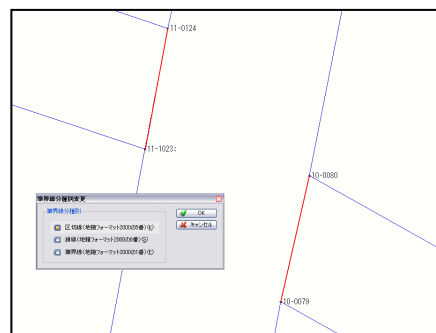 11-0124
11-1023:
10-0080
筆界線分種別変更
筆界線分種別
区切線(地籍フォーマット2000の05番)(K)
OK
キャンセル
鎖線(地籍フォーマット2000の06番)(S)
筆界線(地籍フォーマット2000の01番)(F)
10-0079